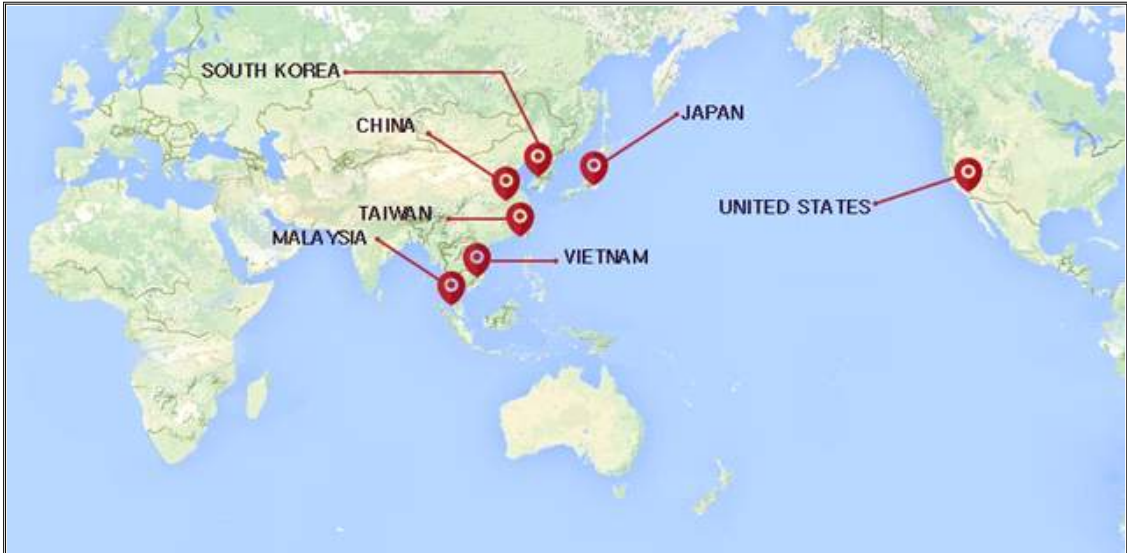 SOUTH KOREA
JAPAN
CHINA
UNITED STATES
TAIWAN
MALAYSIA
VIETNAM